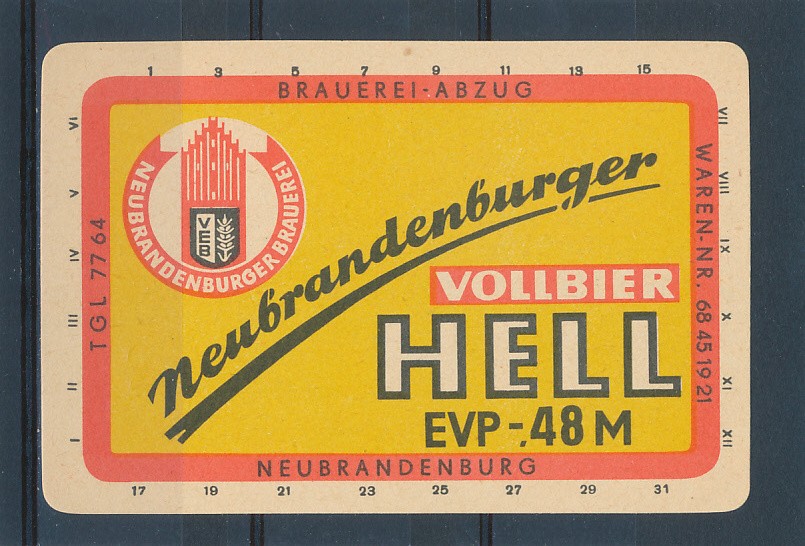 1 3 5 7 9 11 13 15
BRAUEREI-ABZUG
VI V IV III II I
TGL 7764
NEUBRANDENBURGER BRAUEREI
VEB
Neubrandenburger
VOLLBIER
HELL
EVP -,48 M
WAREN-NR. 68 45 19 21
VII VIII IX X XI XII
NEUBRANDENBURG
17 19 21 23 25 27 29 31